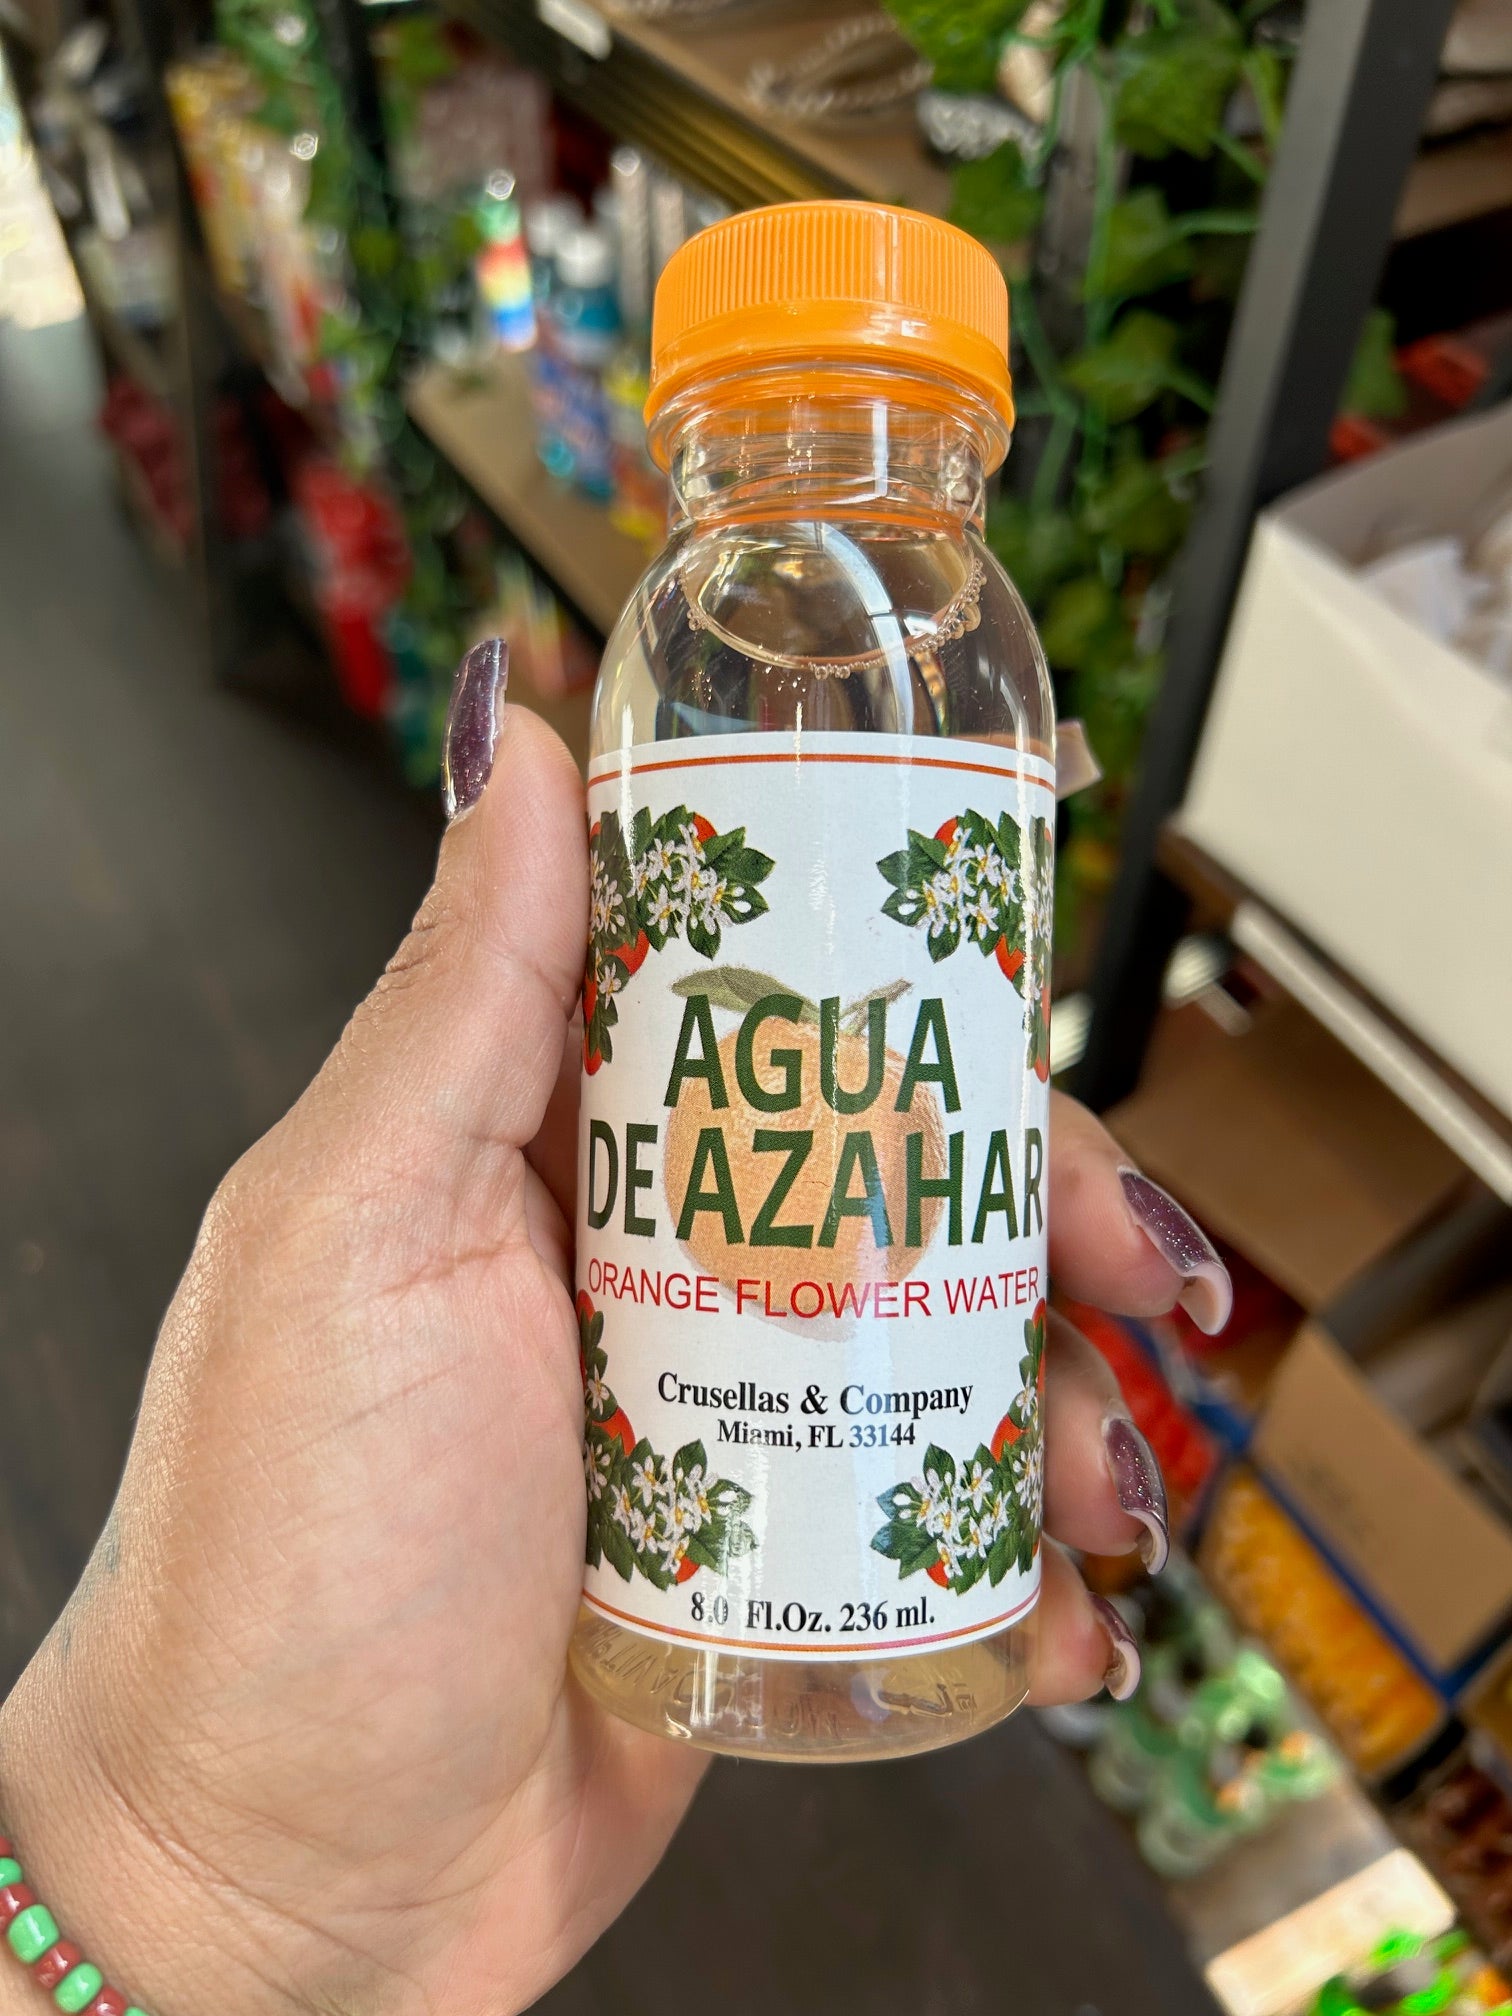 AGUA
DE AZAHAR
ORANGE FLOWER WATER
Crusellas & Company
Miami, FL 33144
8.0 Fl.Oz. 236 ml.